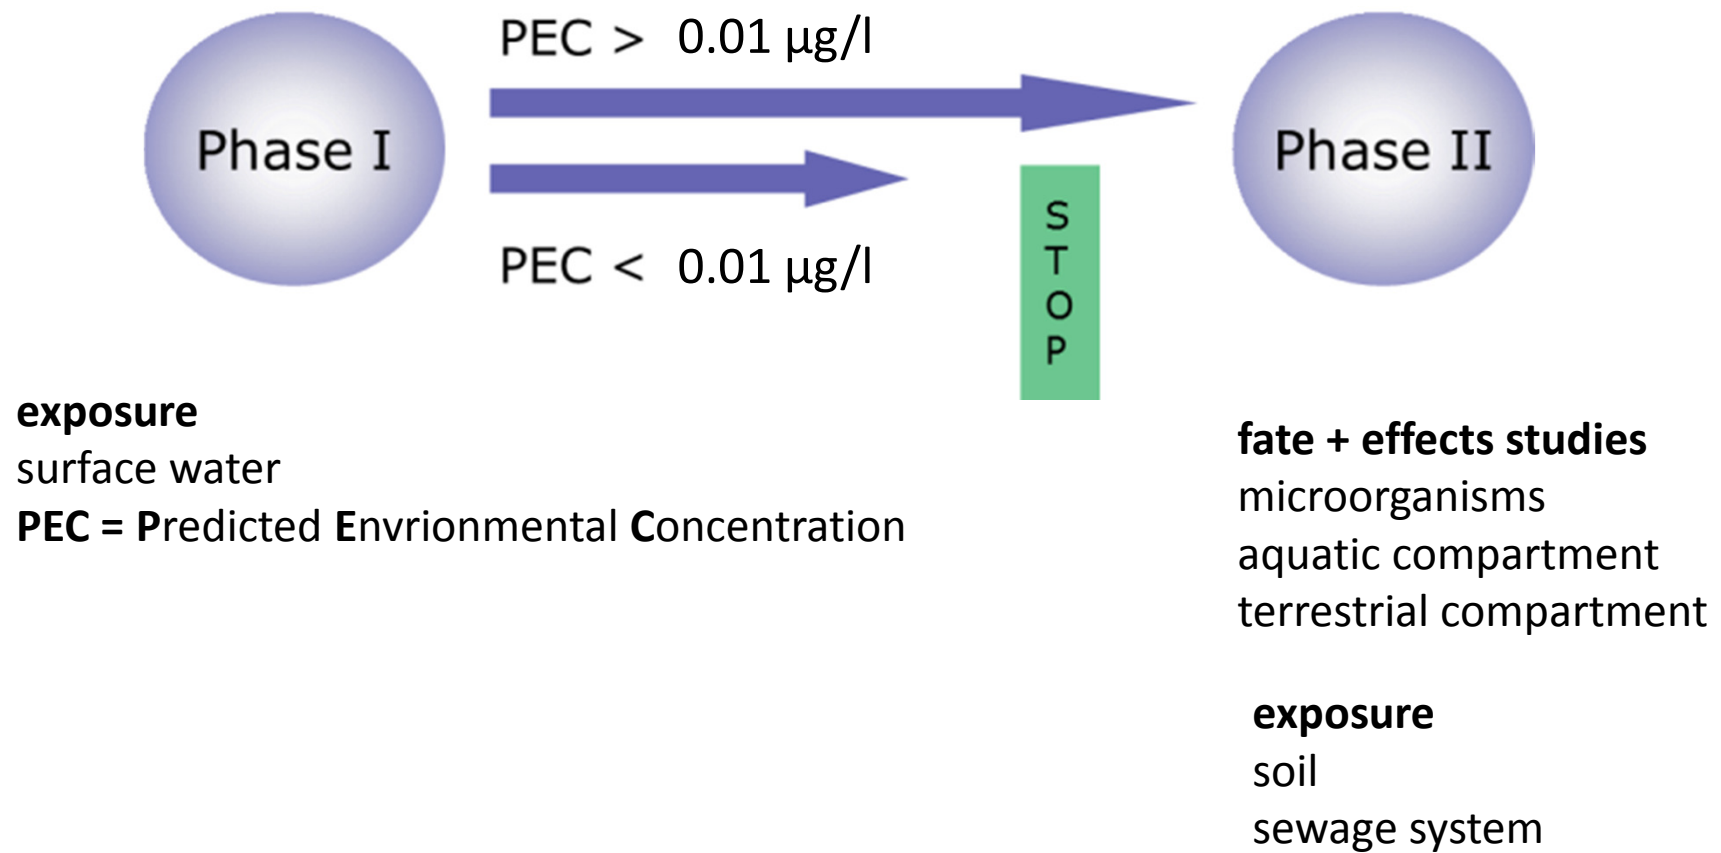 PEC > 0.01 µg/l
Phase I
Phase II
PEC < 0.01 µg/l
S
T
O
P
exposure
surface water
PEC = Predicted Envrionmental Concentration
fate + effects studies
microorganisms
aquatic compartment
terrestrial compartment
exposure
soil
sewage system